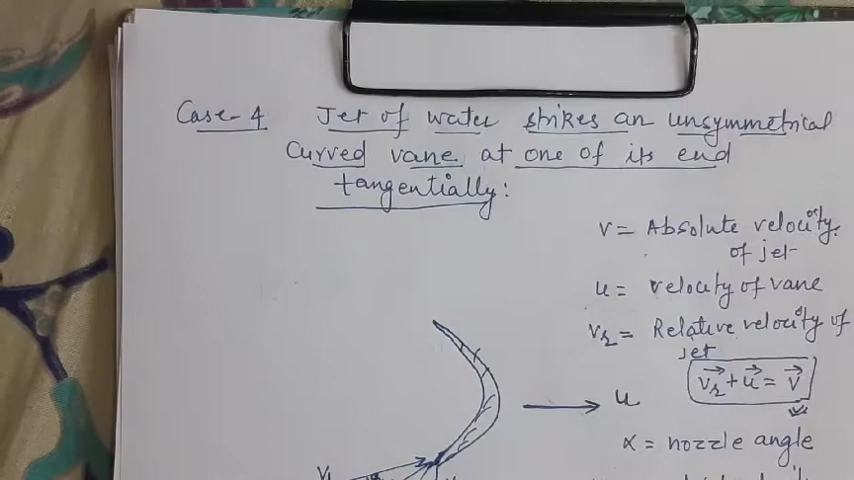 Case-4 Jet of water strikes an unsymmetrical
Curved vane at one of its end
tangentially:
V = Absolute velocity
of jet
u = velocity of vane
Vr = Relative velocity of
jet
Vr + u = V
u
α = nozzle angle
V1